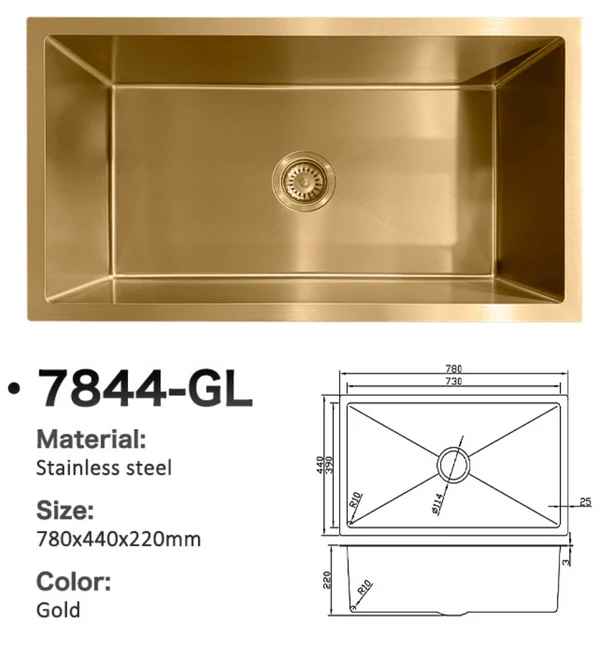 • 7844-GL
Material:
Stainless steel
Size:
780x440x220mm
Color:
Gold
780
730
440
390
R10
Ø114
25
3
220
R10